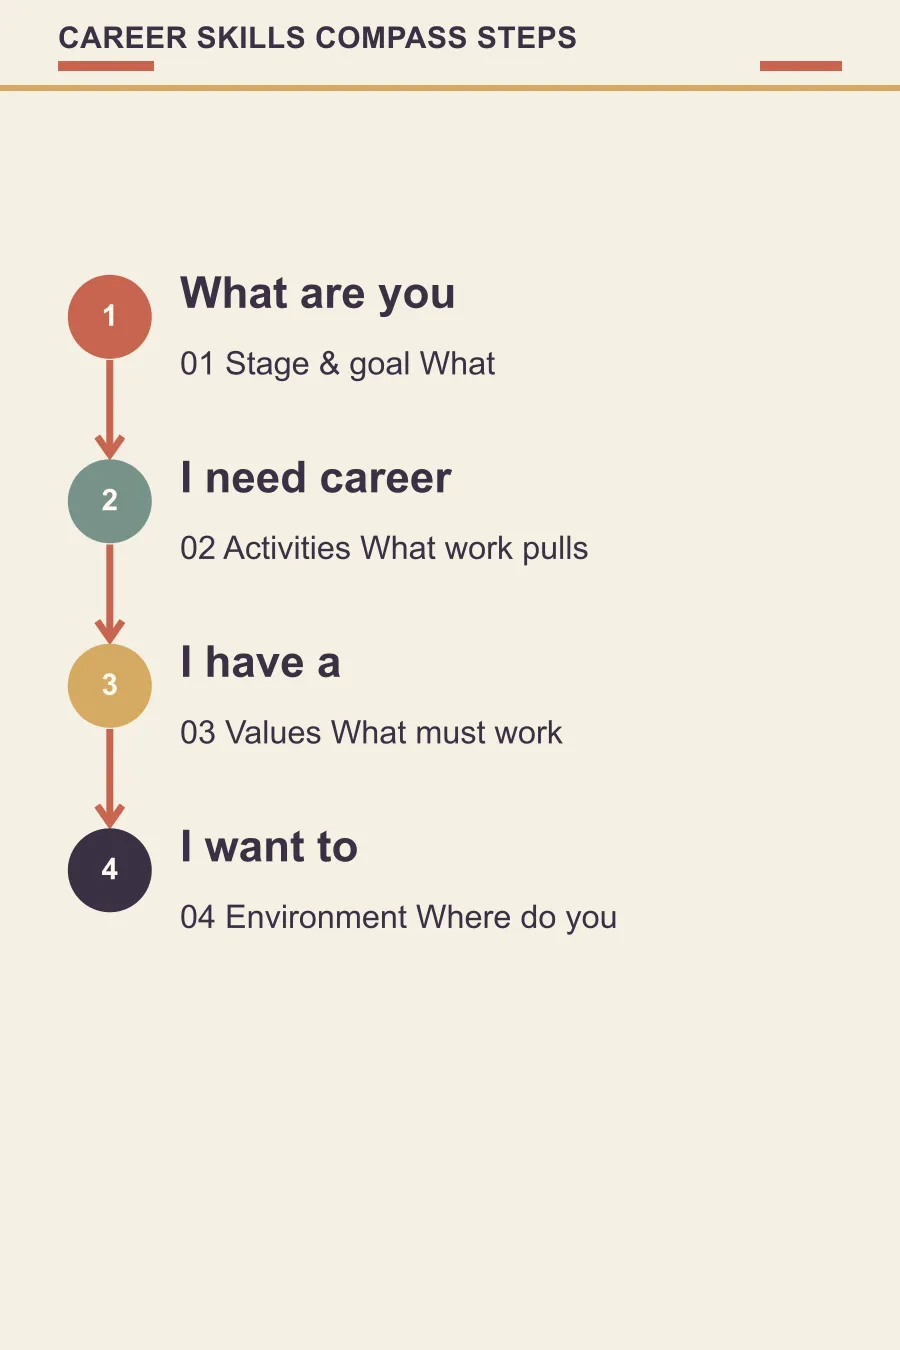 CAREER SKILLS COMPASS STEPS
1
What are you
01 Stage & goal What
2
I need career
02 Activities What work pulls
3
I have a
03 Values What must work
4
I want to
04 Environment Where do you